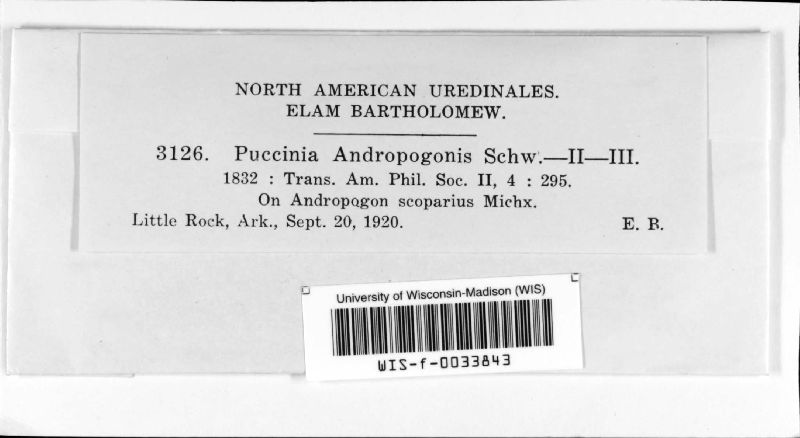 NORTH AMERICAN UREDINALES.
ELAM BARTHOLOMEW.
3126. Puccinia Andropogonis Schw.—II—III.
1832 : Trans. Am. Phil. Soc. II, 4 : 295.
On Andropogon scoparius Michx.
Little Rock, Ark., Sept. 20, 1920. E. B.
University of Wisconsin-Madison (WIS)
WIS-f-0033843